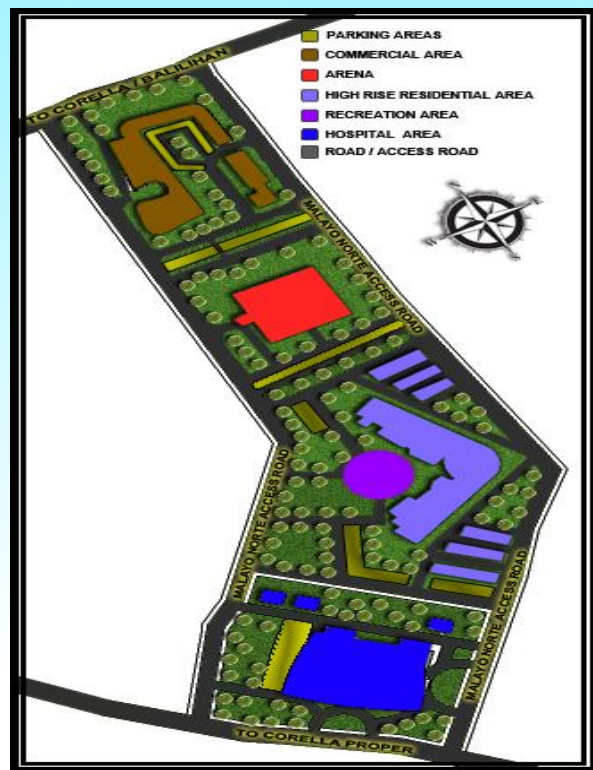 PARKING AREAS
COMMERCIAL AREA
ARENA
HIGH RISE RESIDENTIAL AREA
RECREATION AREA
HOSPITAL AREA
ROAD / ACCESS ROAD
TO CORELLA / BALILIHAN
MALAYO NORTE ACCESS ROAD
MALAYO NORTE ACCESS ROAD
MALAYO NORTE ACCESS ROAD
TO CORELLA PROPER